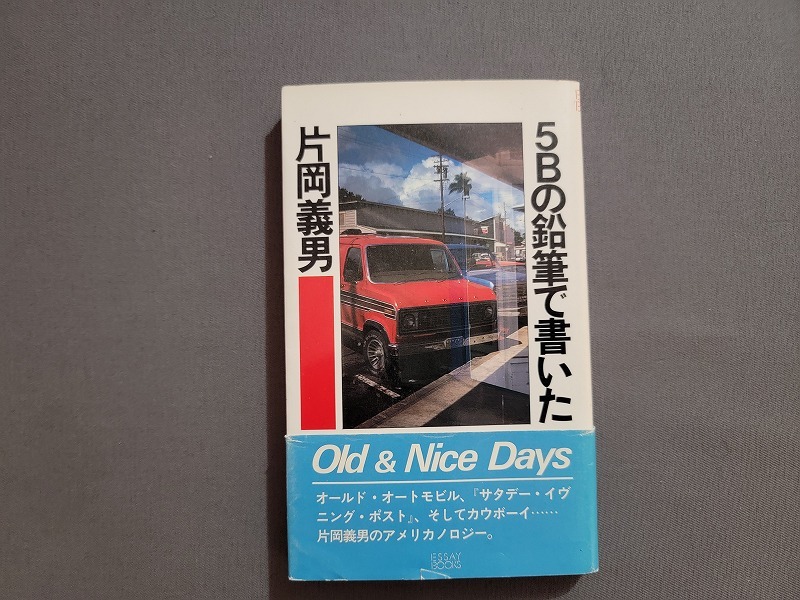 5Bの鉛筆で書いた
片岡義男
Old & Nice Days
オールド・オートモビル、『サタデー・イヴ
ニング・ポスト』、そしてカウボーイ……
片岡義男のアメリカノロジー。
ESSAY
BOOKS